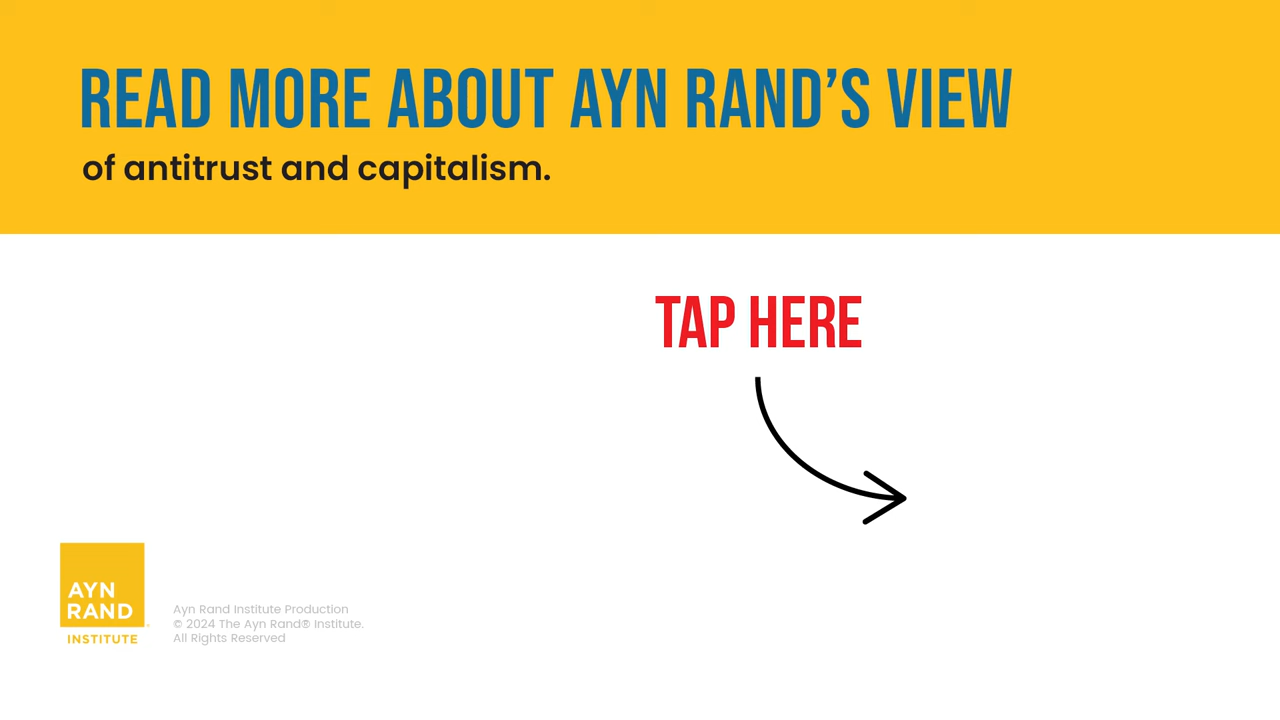 READ MORE ABOUT AYN RAND’S VIEW
of antitrust and capitalism.
TAP HERE
AYN
RAND
INSTITUTE
Ayn Rand Institute Production
© 2024 The Ayn Rand® Institute.
All Rights Reserved